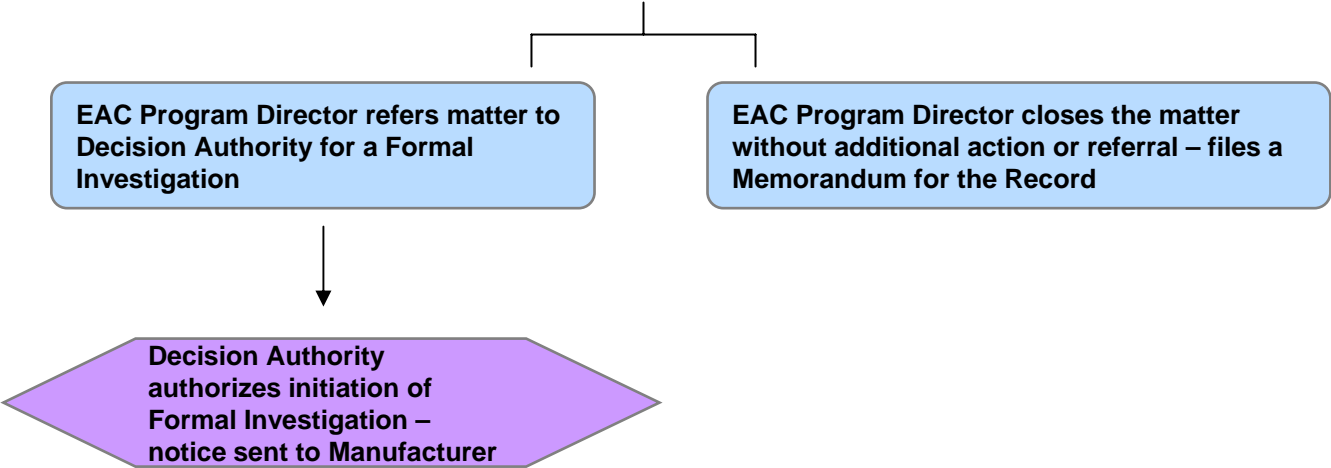 EAC Program Director refers matter to
Decision Authority for a Formal
Investigation
EAC Program Director closes the matter
without additional action or referral – files a
Memorandum for the Record
Decision Authority
authorizes initiation of
Formal Investigation –
notice sent to Manufacturer